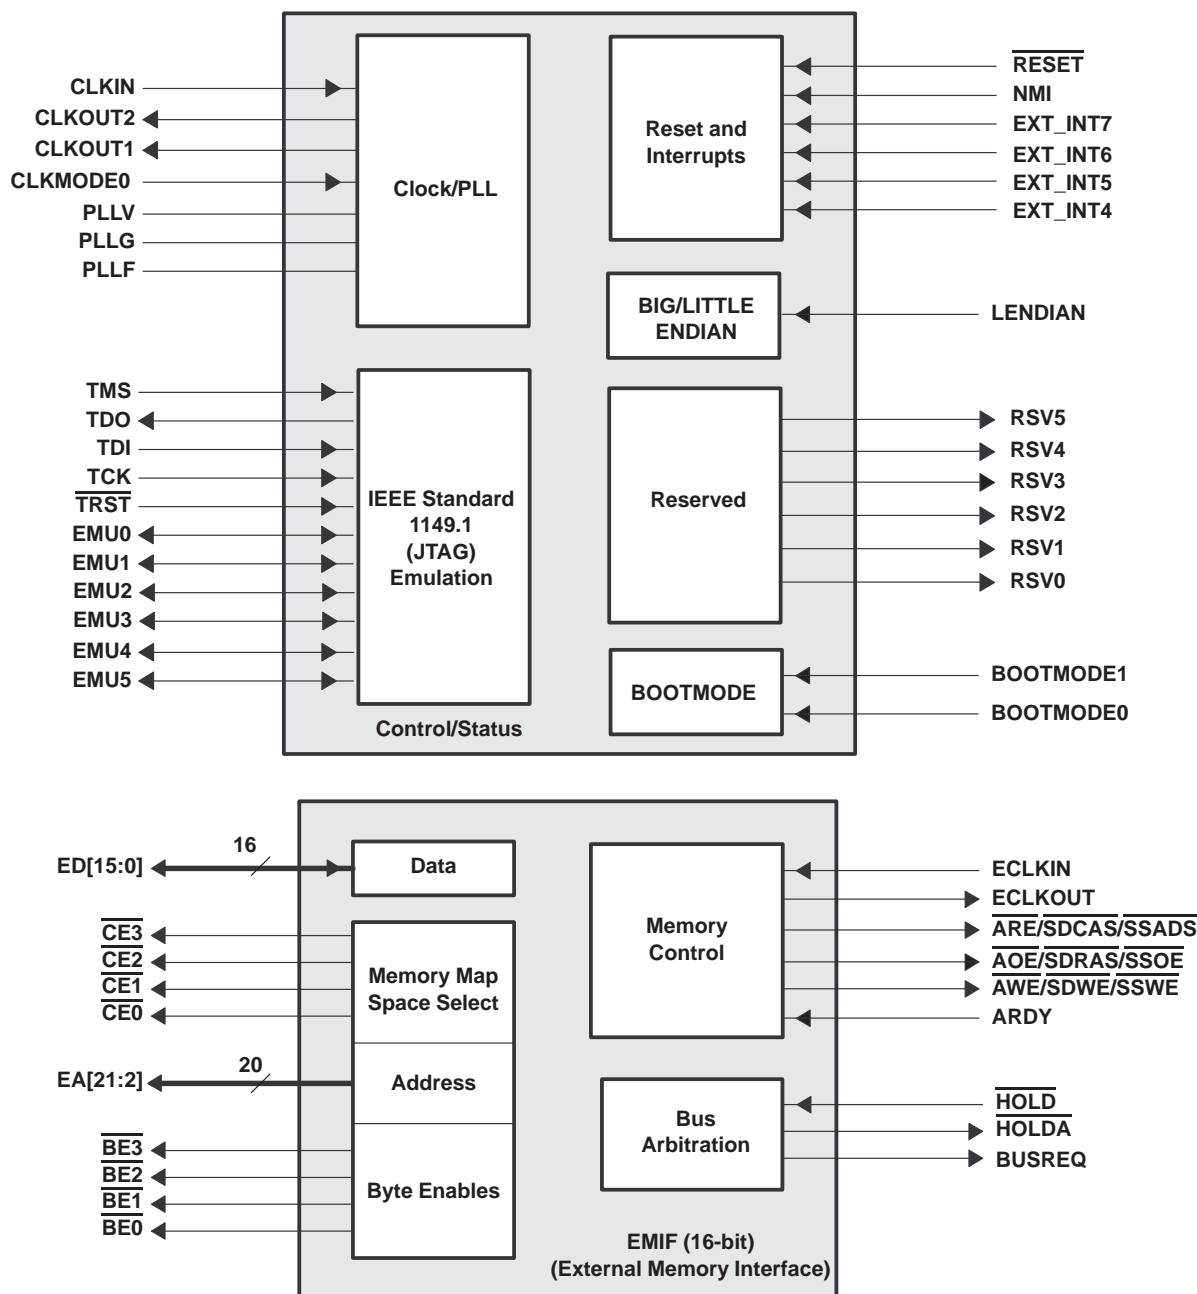 CLKIN
CLKOUT2
CLKOUT1
CLKMODE0
PLLV
PLLG
PLLF
Clock/PLL
Reset and
Interrupts
RESET
NMI
EXT_INT7
EXT_INT6
EXT_INT5
EXT_INT4
BIG/LITTLE
ENDIAN
LENDIAN
TMS
TDO
TDI
TCK
TRST
EMU0
EMU1
EMU2
EMU3
EMU4
EMU5
IEEE Standard
1149.1
(JTAG)
Emulation
Reserved
RSV5
RSV4
RSV3
RSV2
RSV1
RSV0
BOOTMODE
BOOTMODE1
BOOTMODE0
Control/Status
ED[15:0]
16
Data
CE3
CE2
CE1
CE0
Memory Map
Space Select
EA[21:2]
20
Address
BE3
BE2
BE1
BE0
Byte Enables
Memory
Control
ECLKIN
ECLKOUT
ARE/SDCAS/SSADS
AOE/SDRAS/SSOE
AWE/SDWE/SSWE
ARDY
Bus
Arbitration
HOLD
HOLDA
BUSREQ
EMIF (16-bit)
(External Memory Interface)